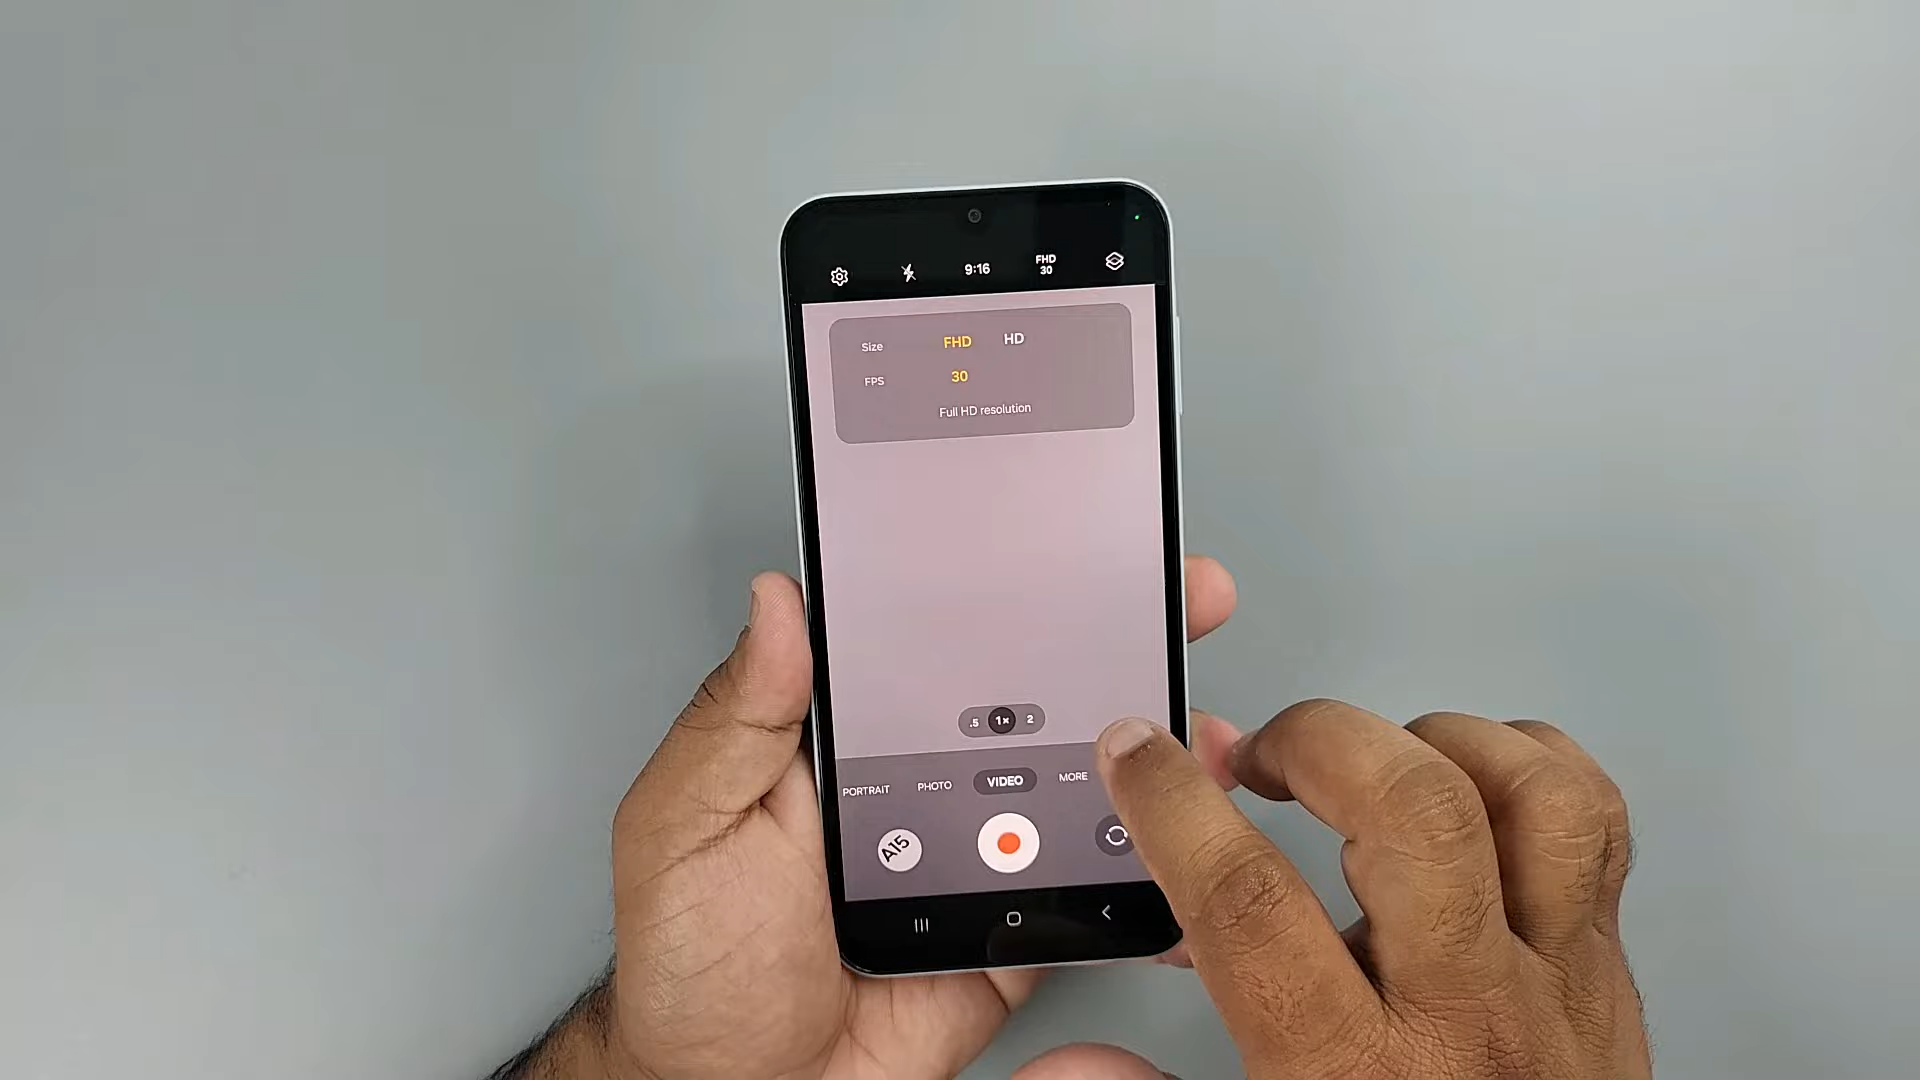 9:16
FHD
30
Size FHD HD
FPS 30
Full HD resolution
.5 1x 2
PORTRAIT PHOTO VIDEO MORE
A15